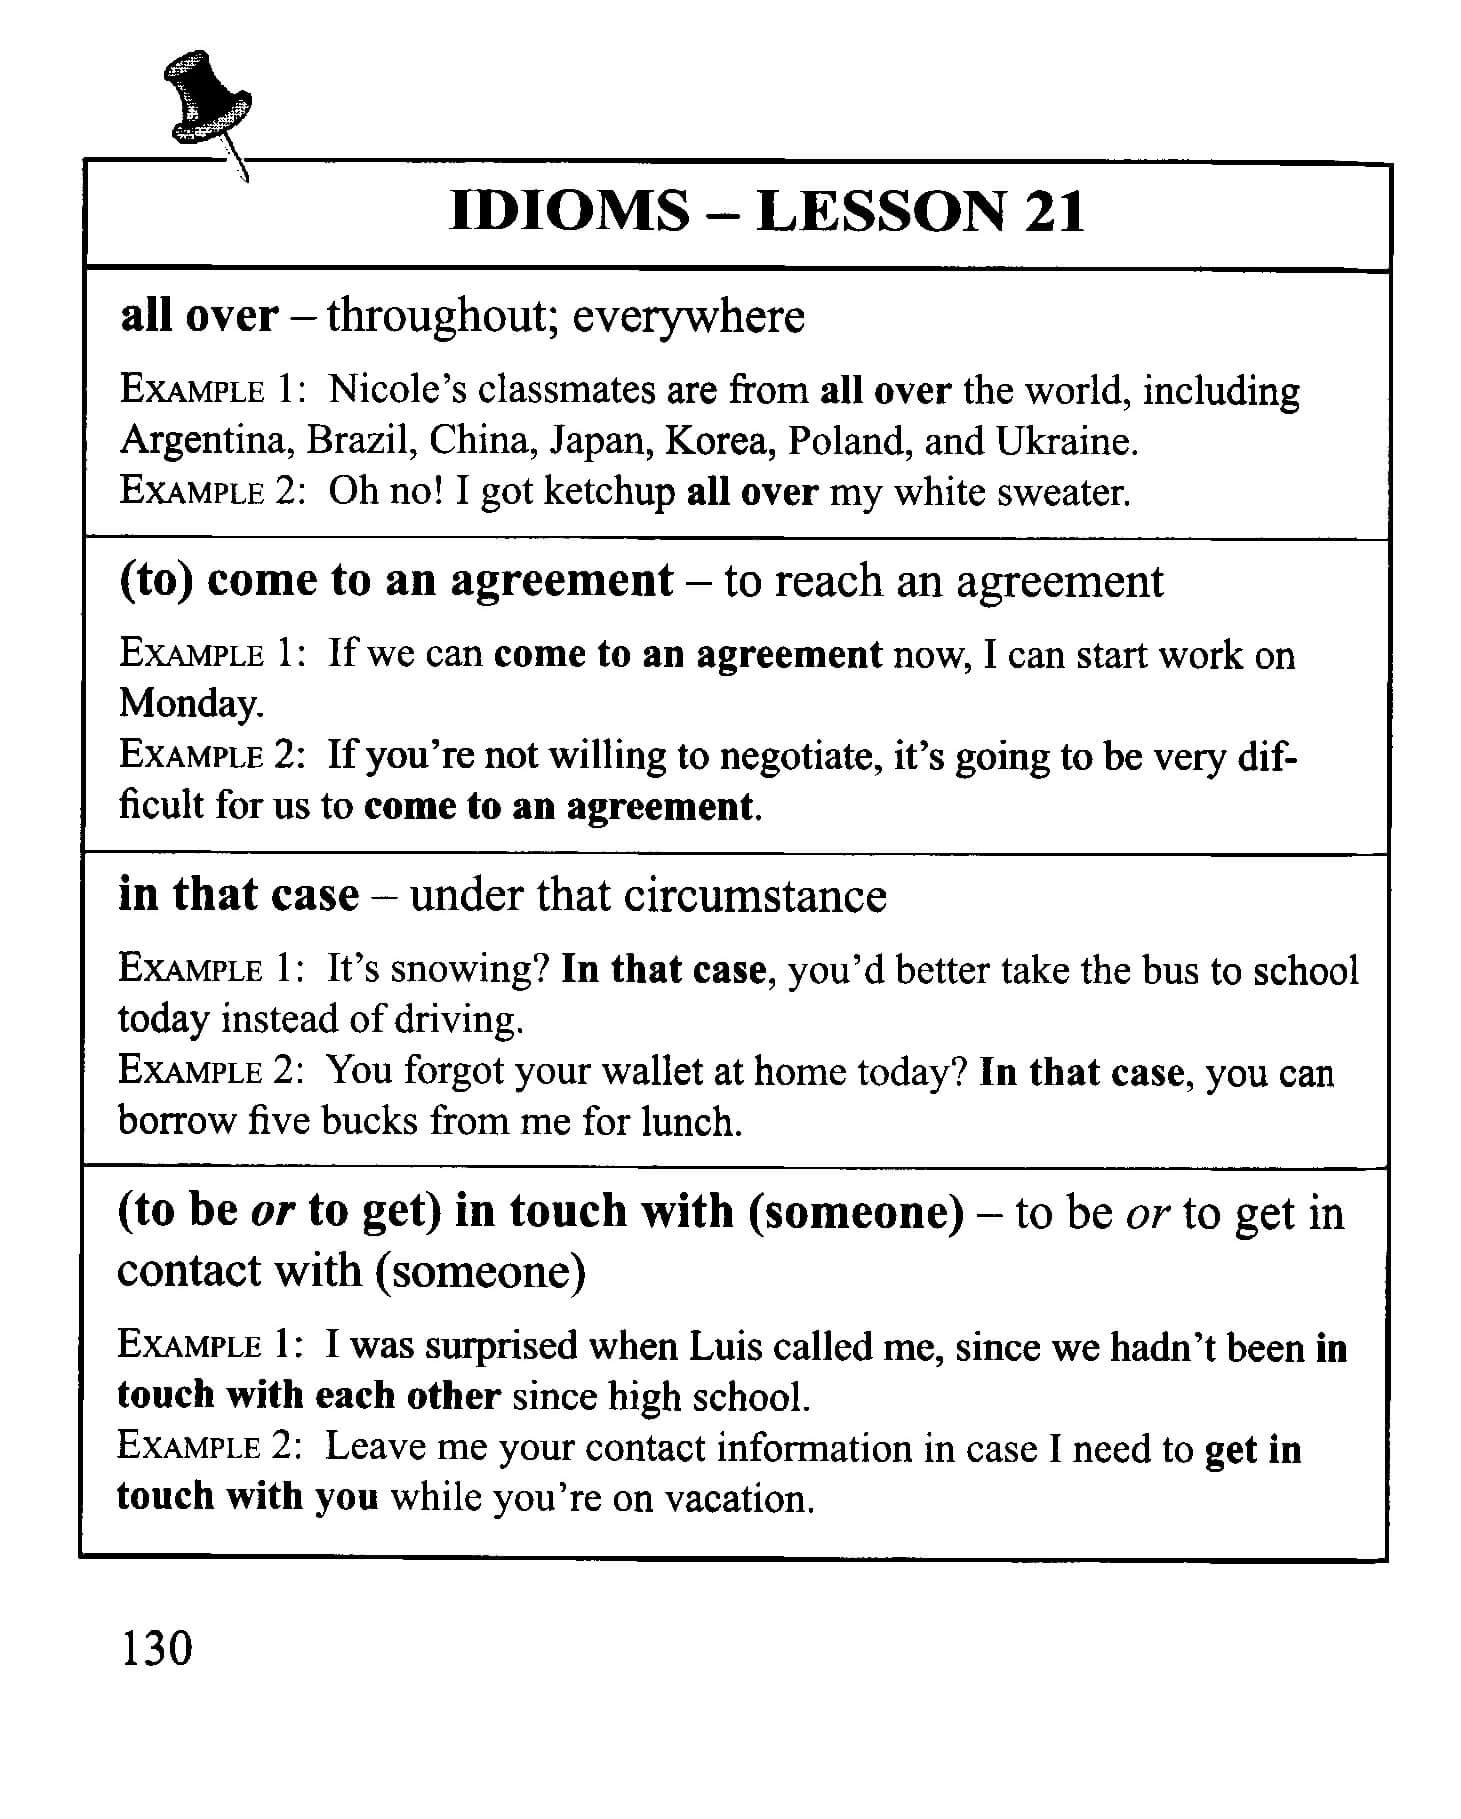 IDIOMS – LESSON 21
all over – throughout; everywhere
EXAMPLE 1: Nicole's classmates are from all over the world, including
Argentina, Brazil, China, Japan, Korea, Poland, and Ukraine.
EXAMPLE 2: Oh no! I got ketchup all over my white sweater.
(to) come to an agreement – to reach an agreement
EXAMPLE 1: If we can come to an agreement now, I can start work on
Monday.
EXAMPLE 2: If you're not willing to negotiate, it's going to be very dif-
ficult for us to come to an agreement.
in that case – under that circumstance
EXAMPLE 1: It's snowing? In that case, you'd better take the bus to school
today instead of driving.
EXAMPLE 2: You forgot your wallet at home today? In that case, you can
borrow five bucks from me for lunch.
(to be or to get) in touch with (someone) – to be or to get in
contact with (someone)
EXAMPLE 1: I was surprised when Luis called me, since we hadn't been in
touch with each other since high school.
EXAMPLE 2: Leave me your contact information in case I need to get in
touch with you while you're on vacation.
130